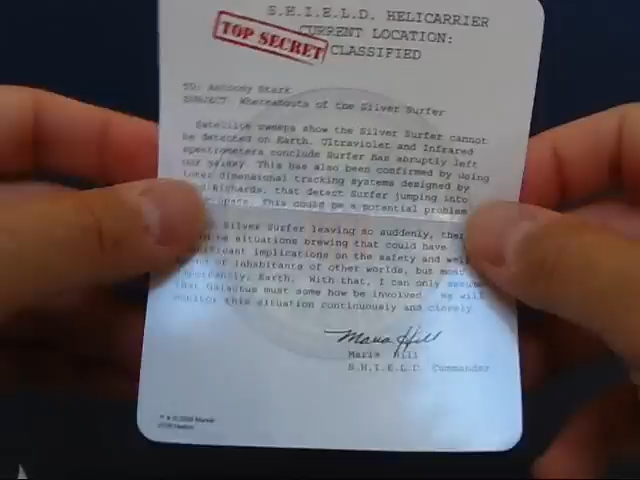 S.H.I.E.L.D. HELICARRIER
CURRENT LOCATION:
CLASSIFIED
TOP SECRET
TO: Anthony Stark
SUBJECT: Whereabouts of the Silver Surfer
Satellite sweeps show the Silver Surfer cannot
be detected on Earth. Ultraviolet and Infrared
spectrometers conclude Surfer has abruptly left
our galaxy. This has also been confirmed by using
inter dimensional tracking systems designed by
Richards, that detect Surfer jumping into
space. This could be a potential problem
Silver Surfer leaving so suddenly,
situations brewing that could have
implications on the safety and
of inhabitants of other worlds, but most
importantly, Earth. With that, I can only
that Galactus must some how be involved. We will
monitor this situation continuously and closely
Maria Hill
Maria Hill
S.H.I.E.L.D. Commander